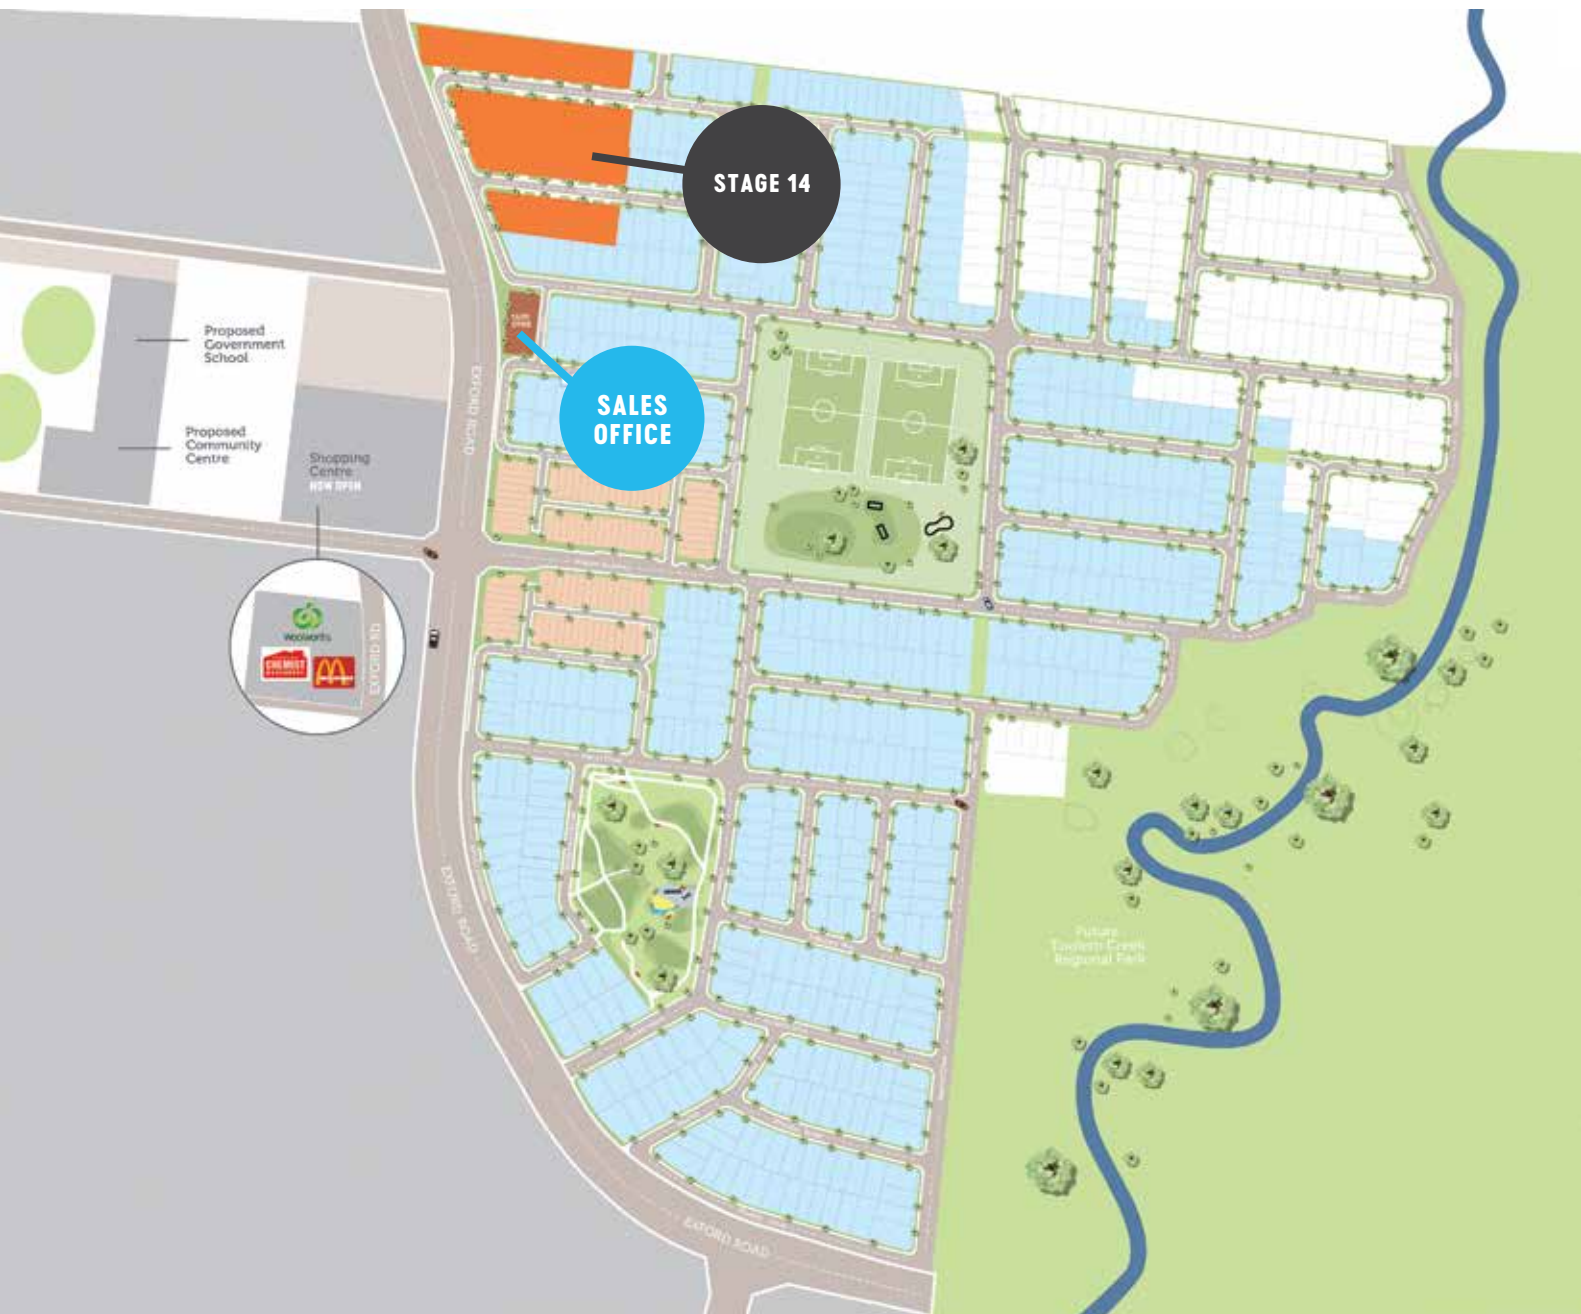 STAGE 14
SALES
OFFICE
Proposed
Government
School
EXFORD ROAD
Proposed
Community
Centre
Shopping
Centre
NOW OPEN
Woolworths
CHEMIST
EXFORD RD
EXFORD ROAD
Future
Toolern Creek
Regional Park
EXFORD ROAD